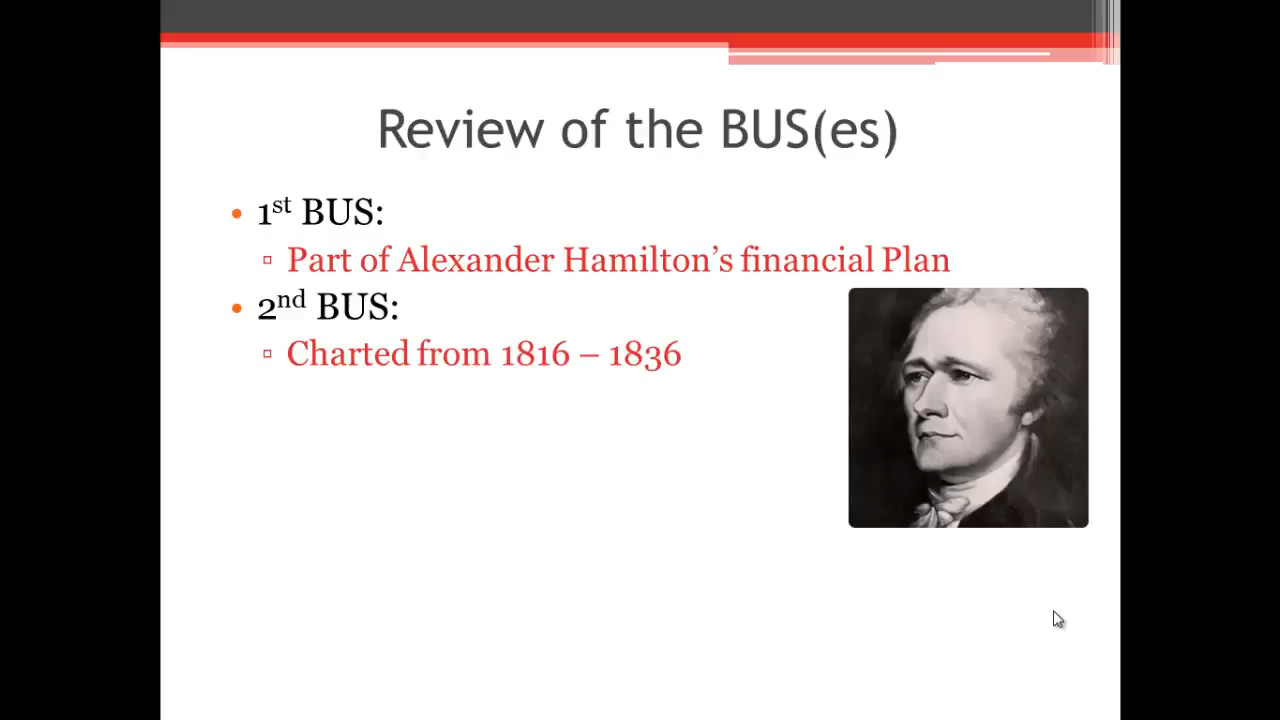 Review of the BUS(es)
• 1st BUS:
▫ Part of Alexander Hamilton’s financial Plan
• 2nd BUS:
▫ Charted from 1816 – 1836